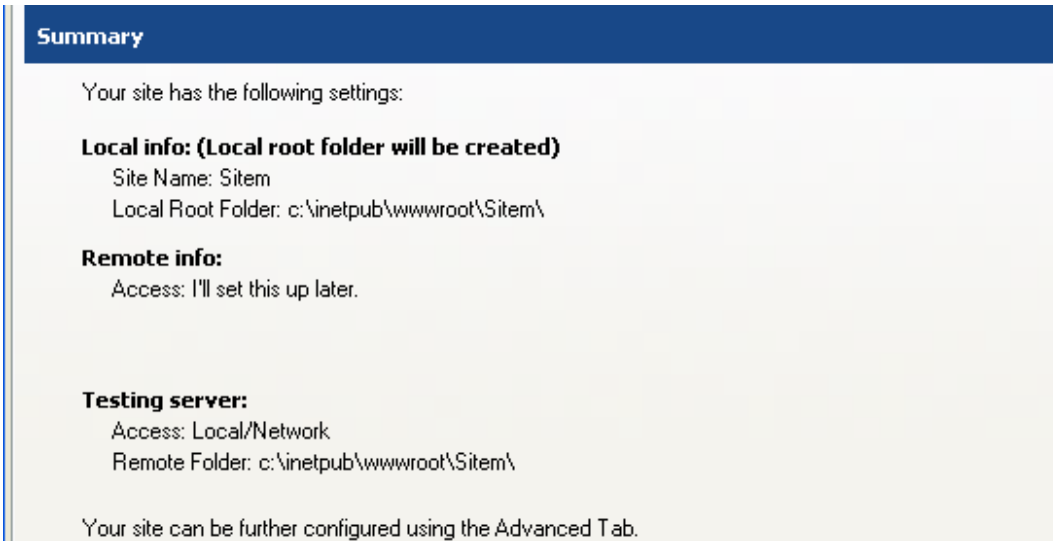 Summary
Your site has the following settings:
Local info: (Local root folder will be created)
Site Name: Sitem
Local Root Folder: c:\inetpub\wwwroot\Sitem\
Remote info:
Access: I'll set this up later.
Testing server:
Access: Local/Network
Remote Folder: c:\inetpub\wwwroot\Sitem\
Your site can be further configured using the Advanced Tab.